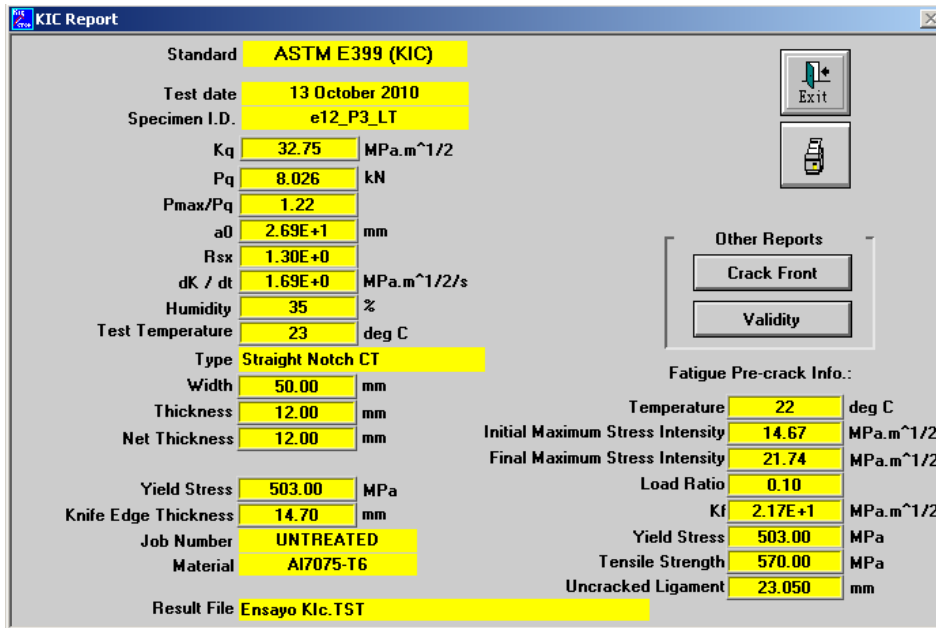 KIC Report
Standard ASTM E399 (KIC)
Test date 13 October 2010
Specimen I.D. e12_P3_LT
Kq 32.75 MPa.m^1/2
Pq 8.026 kN
Pmax/Pq 1.22
a0 2.69E+1 mm
Rsx 1.30E+0
dK / dt 1.69E+0 MPa.m^1/2/s
Humidity 35 %
Test Temperature 23 deg C
Type Straight Notch CT
Width 50.00 mm
Thickness 12.00 mm
Net Thickness 12.00 mm
Yield Stress 503.00 MPa
Knife Edge Thickness 14.70 mm
Job Number UNTREATED
Material Al7075-T6
Result File Ensayo KIc.TST
Exit
Other Reports
Crack Front
Validity
Fatigue Pre-crack Info.:
Temperature 22 deg C
Initial Maximum Stress Intensity 14.67 MPa.m^1/2
Final Maximum Stress Intensity 21.74 MPa.m^1/2
Load Ratio 0.10
Kf 2.17E+1 MPa.m^1/2
Yield Stress 503.00 MPa
Tensile Strength 570.00 MPa
Uncracked Ligament 23.050 mm